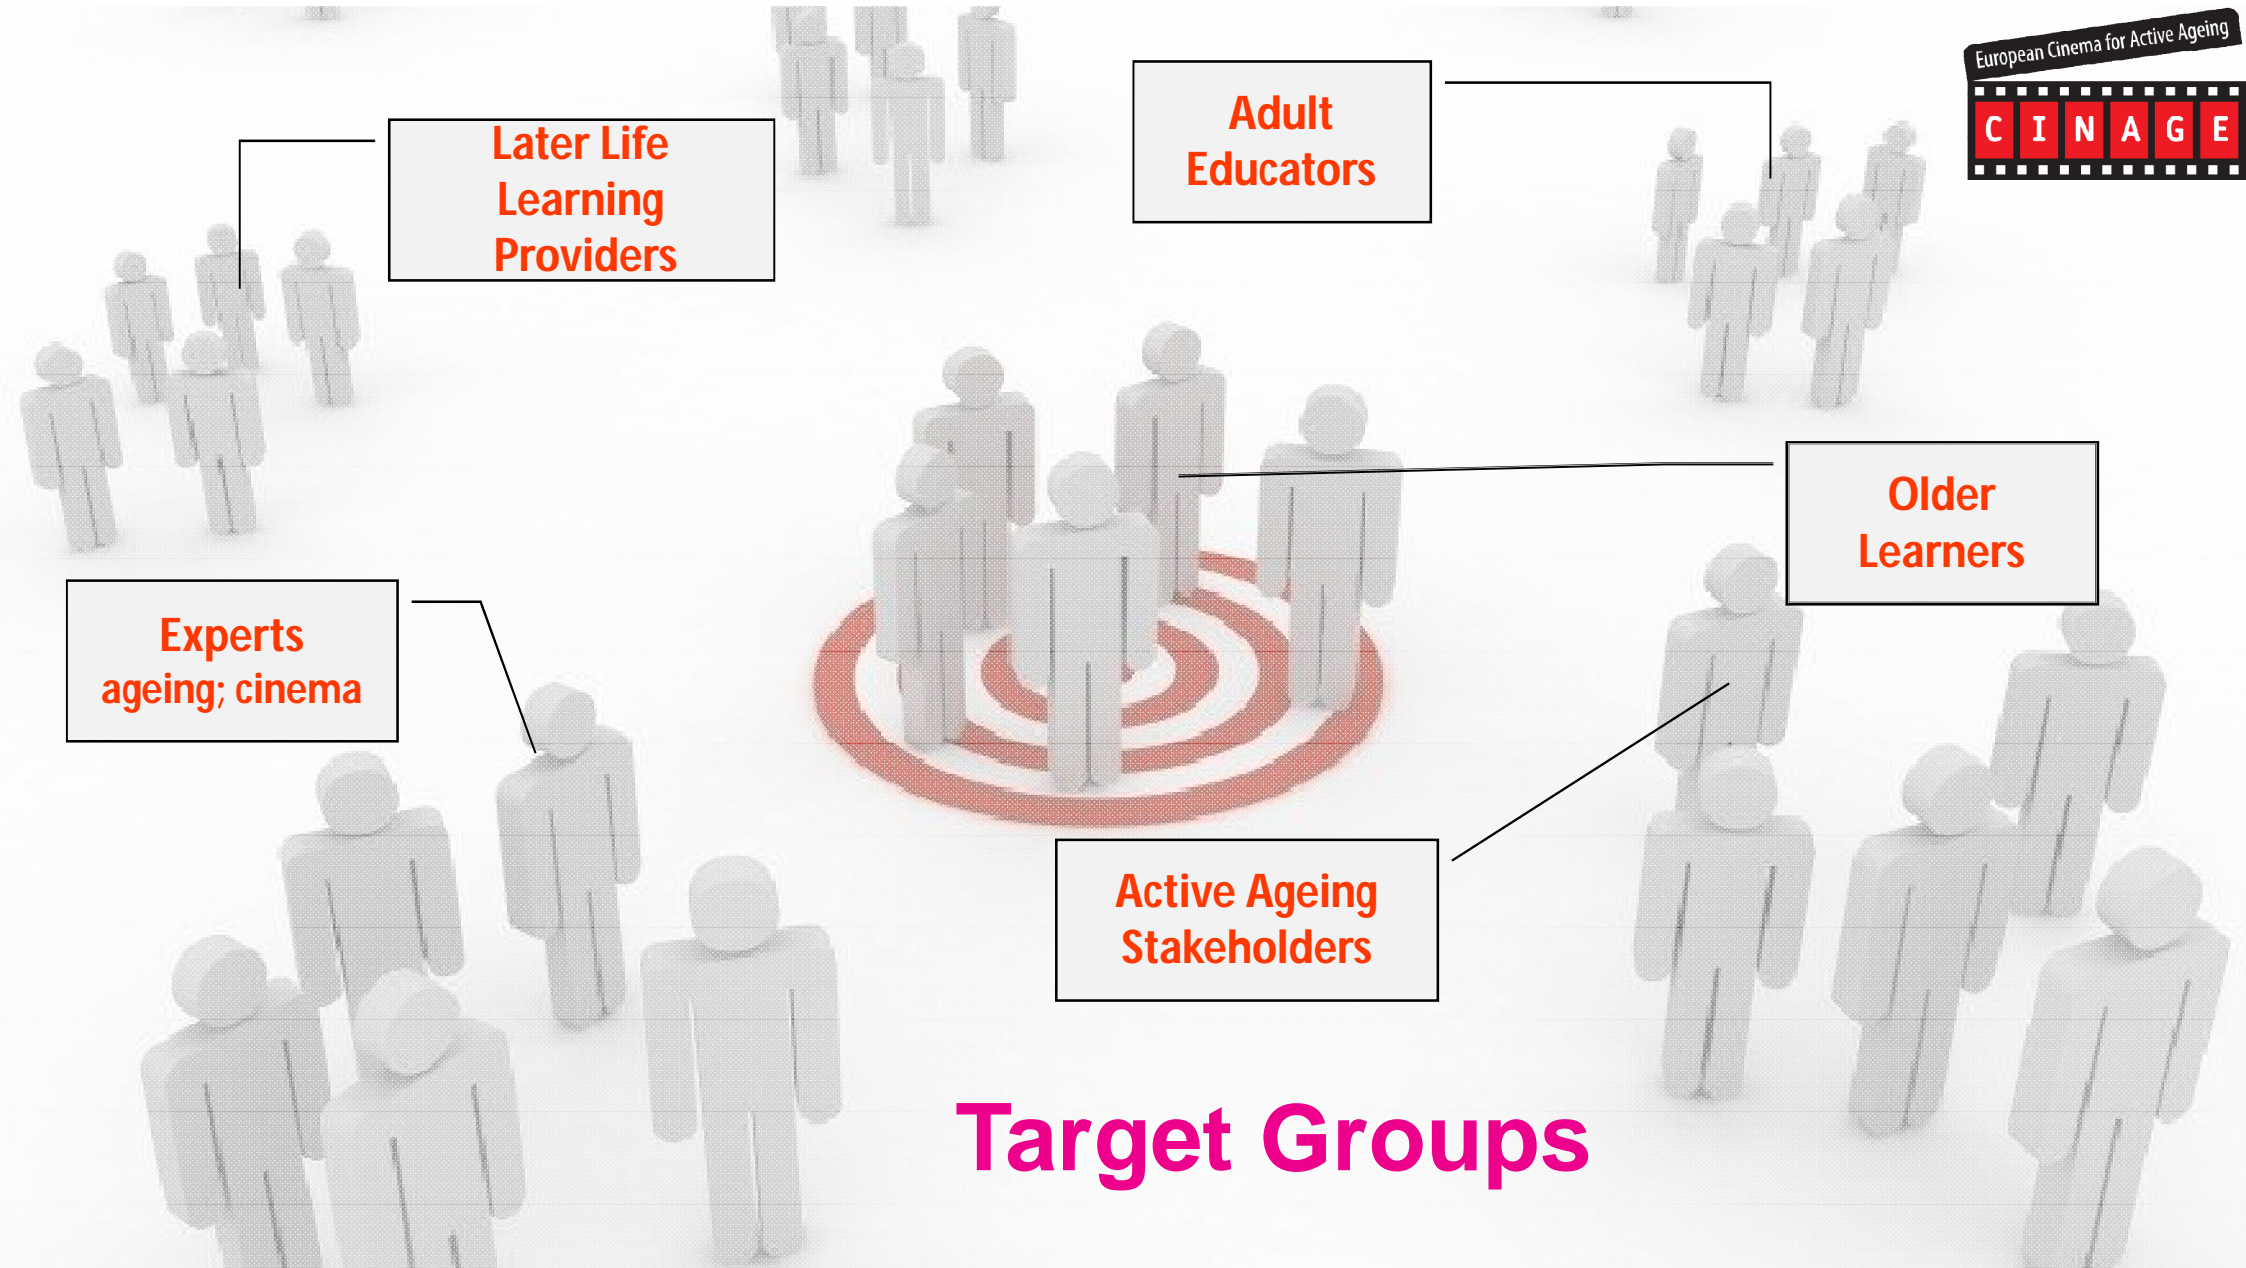 European Cinema for Active Ageing
CINAGE
Later Life
Learning
Providers
Adult
Educators
Older
Learners
Experts
ageing; cinema
Active Ageing
Stakeholders
Target Groups